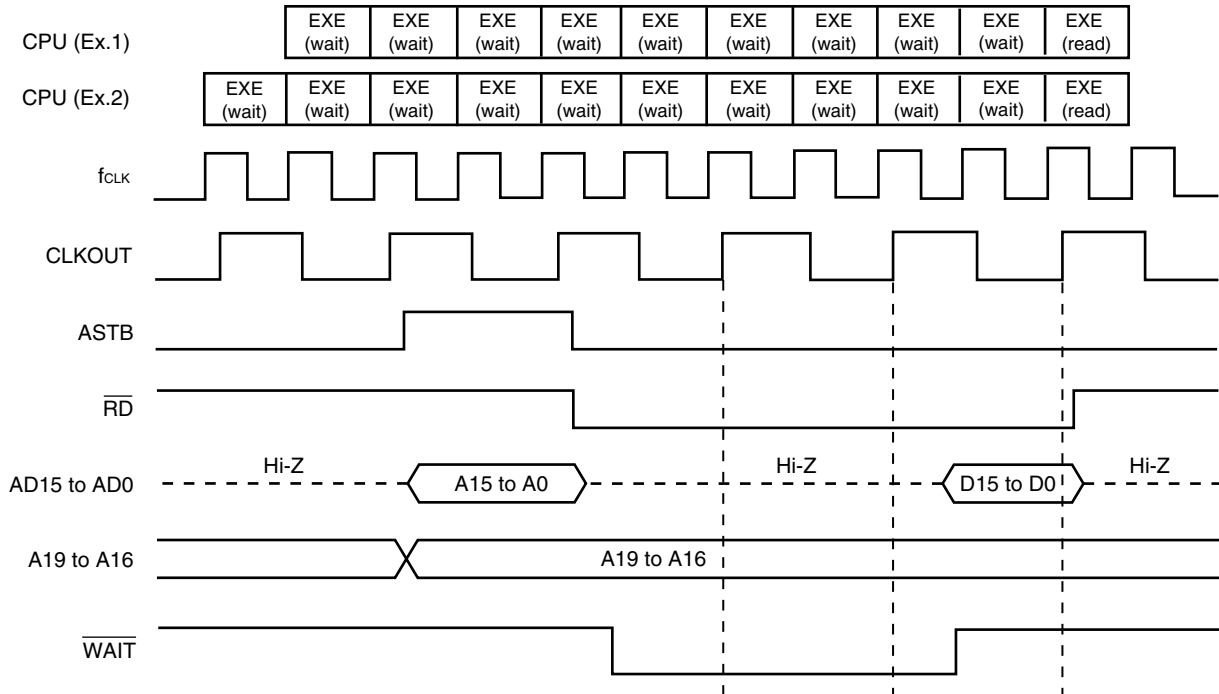 CPU (Ex.1) EXE (wait) EXE (wait) EXE (wait) EXE (wait) EXE (wait) EXE (wait) EXE (wait) EXE (wait) EXE (wait) EXE (read)
CPU (Ex.2) EXE (wait) EXE (wait) EXE (wait) EXE (wait) EXE (wait) EXE (wait) EXE (wait) EXE (wait) EXE (wait) EXE (wait) EXE (read)
fCLK
CLKOUT
ASTB
RD
AD15 to AD0 Hi-Z A15 to A0 Hi-Z D15 to D0 Hi-Z
A19 to A16 A19 to A16
WAIT